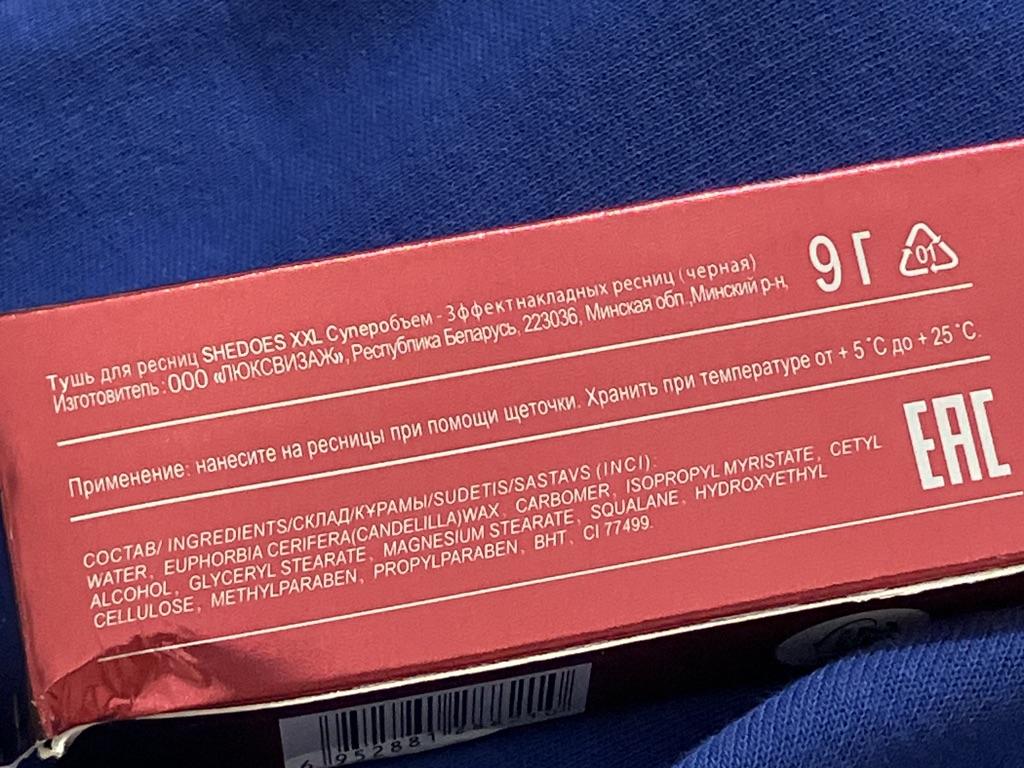 Тушь для ресниц SHEDOES XXL Суперобъем - Эффект накладных ресниц (черная)
Изготовитель: ООО «ЛЮКСВИЗАЖ», Республика Беларусь, 223036, Минская обл., Минский р-н,
9 г
01
Применение: нанесите на ресницы при помощи щеточки. Хранить при температуре от + 5°C до + 25°C.
СОСТАВ/ INGREDIENTS/СКЛАД/ҚҰРАМЫ/SUDETIS/SASTAVS (INCI):
WATER, EUPHORBIA CERIFERA(CANDELILLA)WAX, CARBOMER, ISOPROPYL MYRISTATE, CETYL
ALCOHOL, GLYCERYL STEARATE, MAGNESIUM STEARATE, SQUALANE, HYDROXYETHYL
CELLULOSE, METHYLPARABEN, PROPYLPARABEN, BHT, CI 77499.
EAC
6 952881